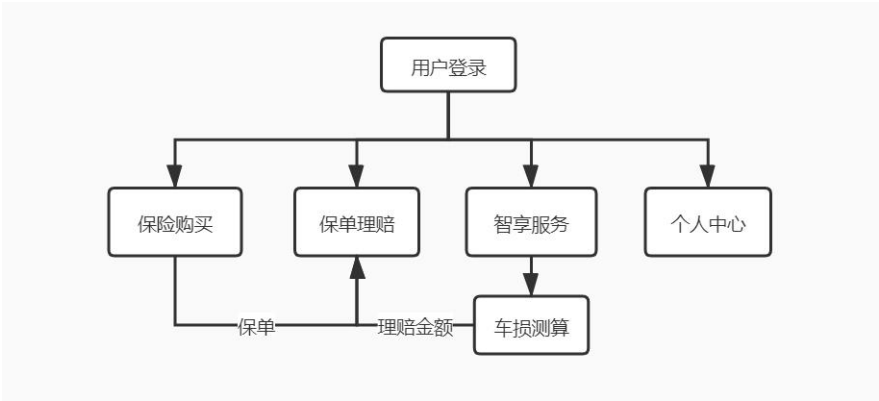 用户登录
保险购买
保单理赔
智享服务
个人中心
保单
理赔金额
车损测算